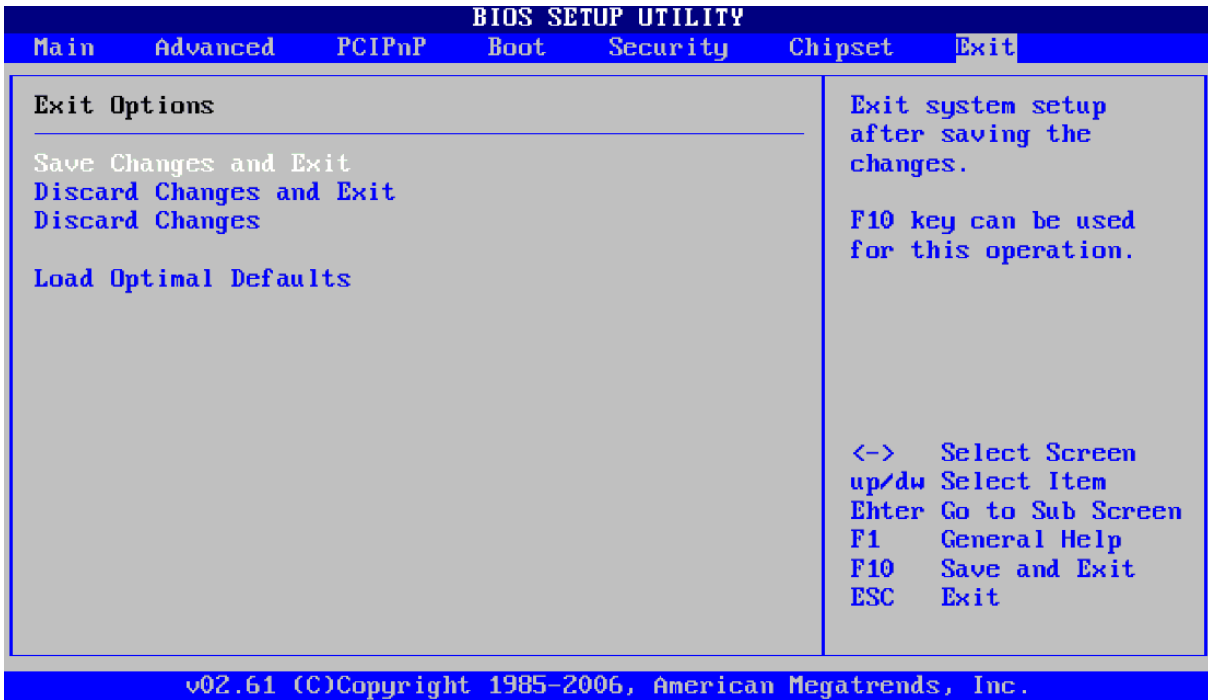 BIOS SETUP UTILITY
Main Advanced PCIPnP Boot Security Chipset Exit
Exit Options
Save Changes and Exit
Discard Changes and Exit
Discard Changes
Load Optimal Defaults
Exit system setup
after saving the
changes.
F10 key can be used
for this operation.
<-> Select Screen
up/dw Select Item
Ehter Go to Sub Screen
F1 General Help
F10 Save and Exit
ESC Exit
v02.61 (C)Copyright 1985-2006, American Megatrends, Inc.